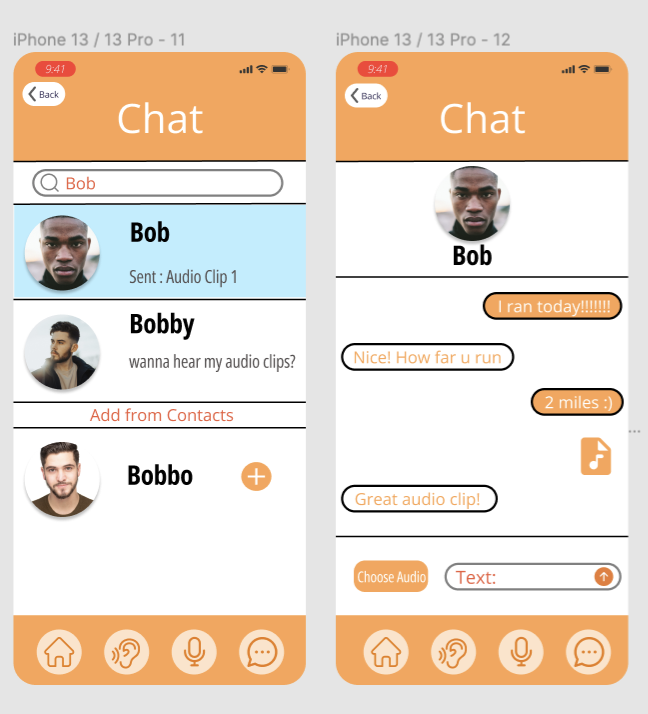 iPhone 13 / 13 Pro - 11
9:41
Back
Chat
Bob
Bob
Sent : Audio Clip 1
Bobby
wanna hear my audio clips?
Add from Contacts
Bobbo
iPhone 13 / 13 Pro - 12
9:41
Back
Chat
Bob
I ran today!!!!!!!
Nice! How far u run
2 miles :)
Great audio clip!
Choose Audio
Text: